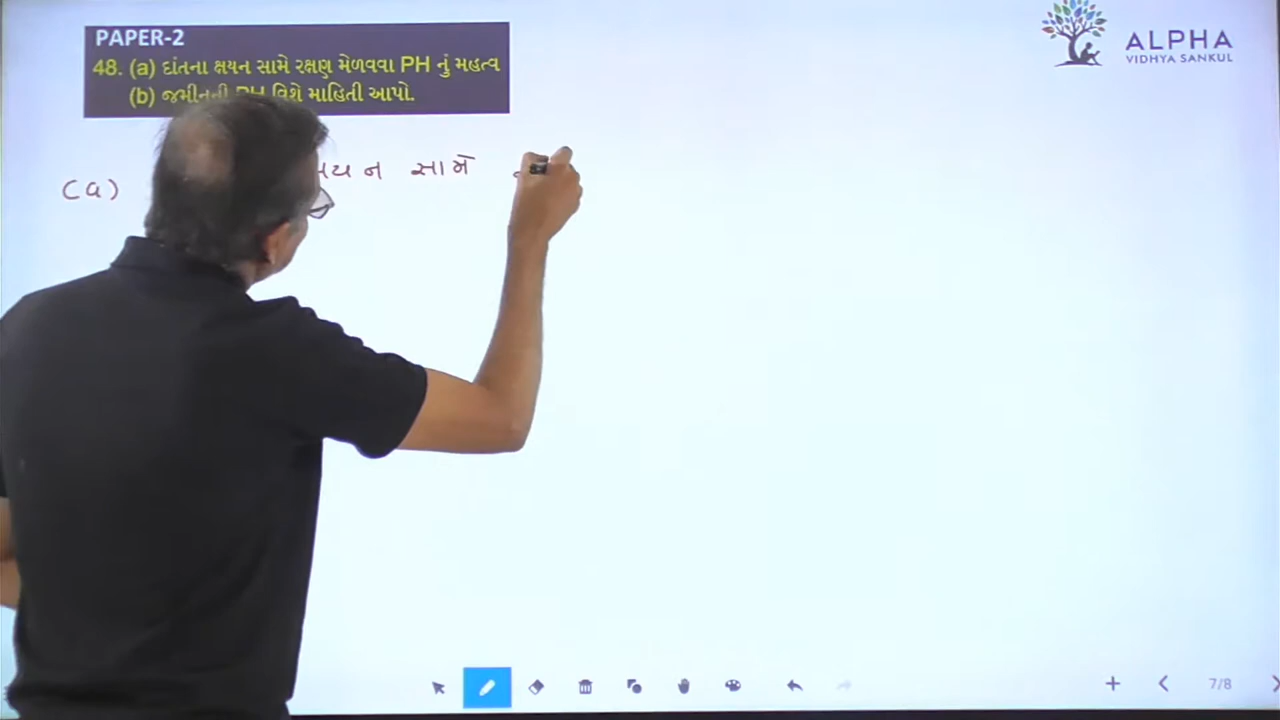 PAPER-2
48. (a) દાંતના ક્ષયન સામે રક્ષણ મેળવવા PH નું મહત્વ
(b) જમીનની PH વિશે માહિતી આપો.
ALPHA
VIDHYA SANKUL
(a) સામે
7/8